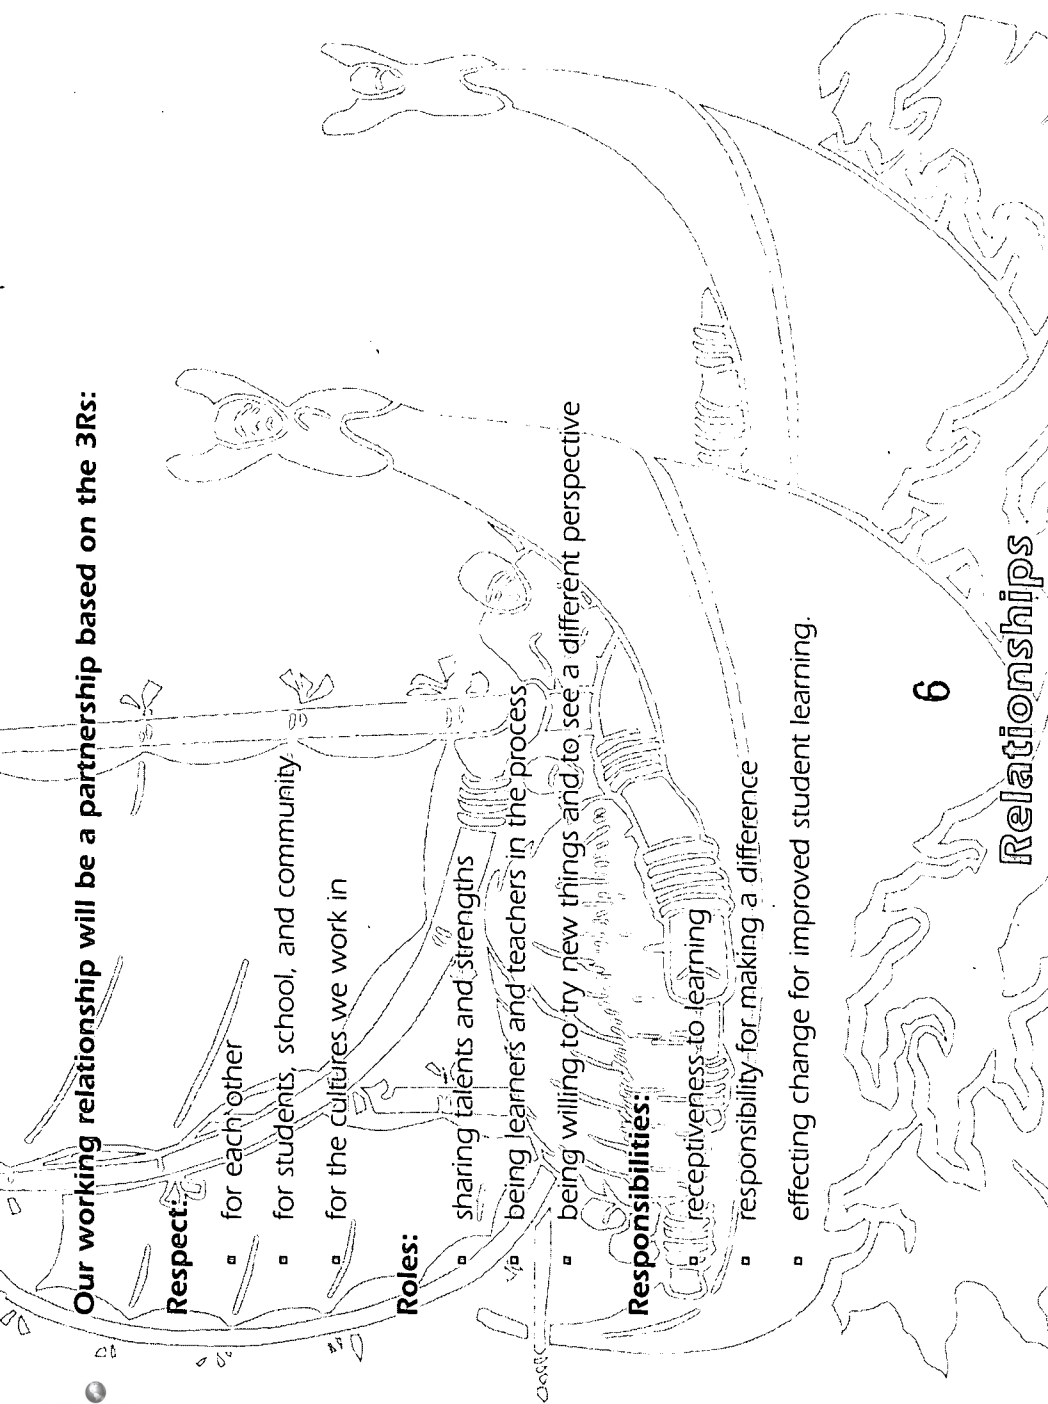 Our working relationship will be a partnership based on the 3Rs:
Respect:
▫ for each other
▫ for students, school, and community
▫ for the cultures we work in
Roles:
▫ sharing talents and strengths
▫ being learners and teachers in the process
▫ being willing to try new things and to see a different perspective
Responsibilities:
▫ receptiveness to learning
▫ responsibility for making a difference
▫ effecting change for improved student learning.
6
Relationships